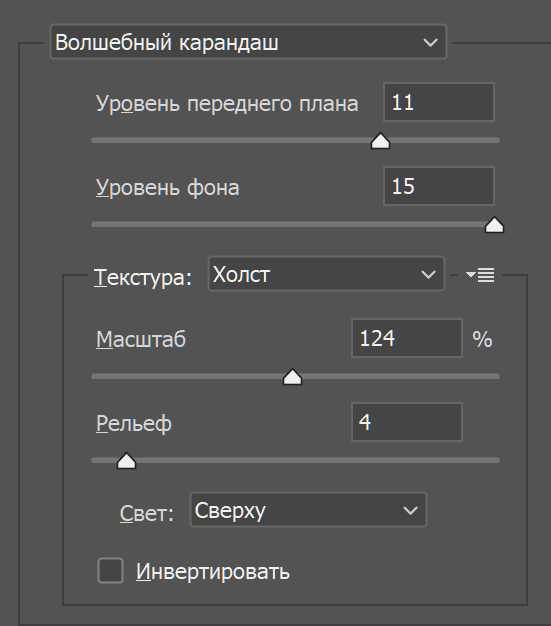 Волшебный карандаш
Уровень переднего плана 11
Уровень фона 15
Текстура: Холст
Масштаб 124 %
Рельеф 4
Свет: Сверху
Инвертировать